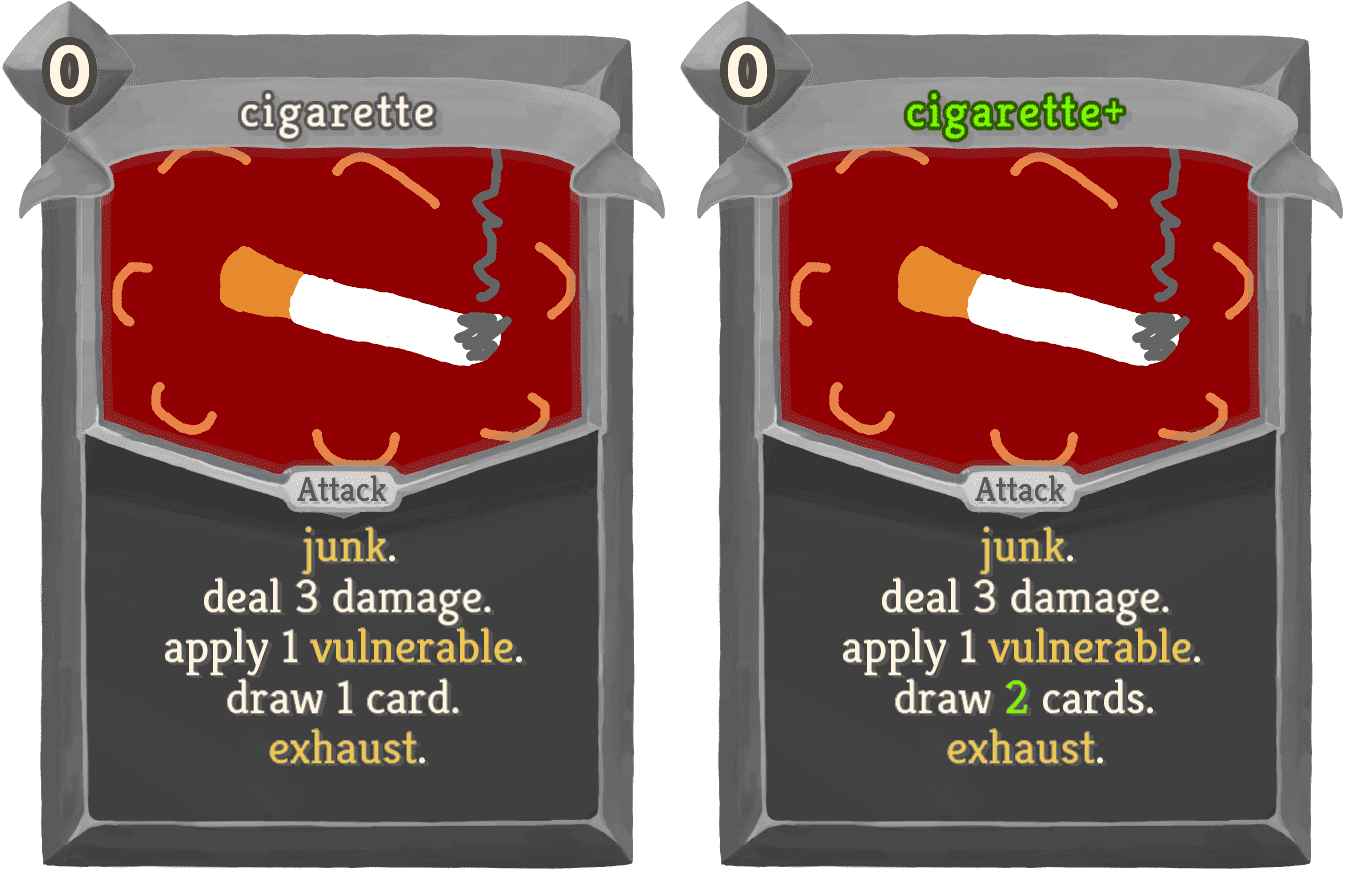 0
cigarette
Attack
junk.
deal 3 damage.
apply 1 vulnerable.
draw 1 card.
exhaust.
0
cigarette+
Attack
junk.
deal 3 damage.
apply 1 vulnerable.
draw 2 cards.
exhaust.